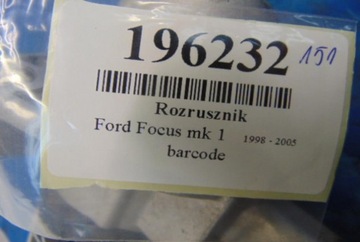 196232 151
Rozrusznik
Ford Focus mk 1 1998 - 2005
barcode